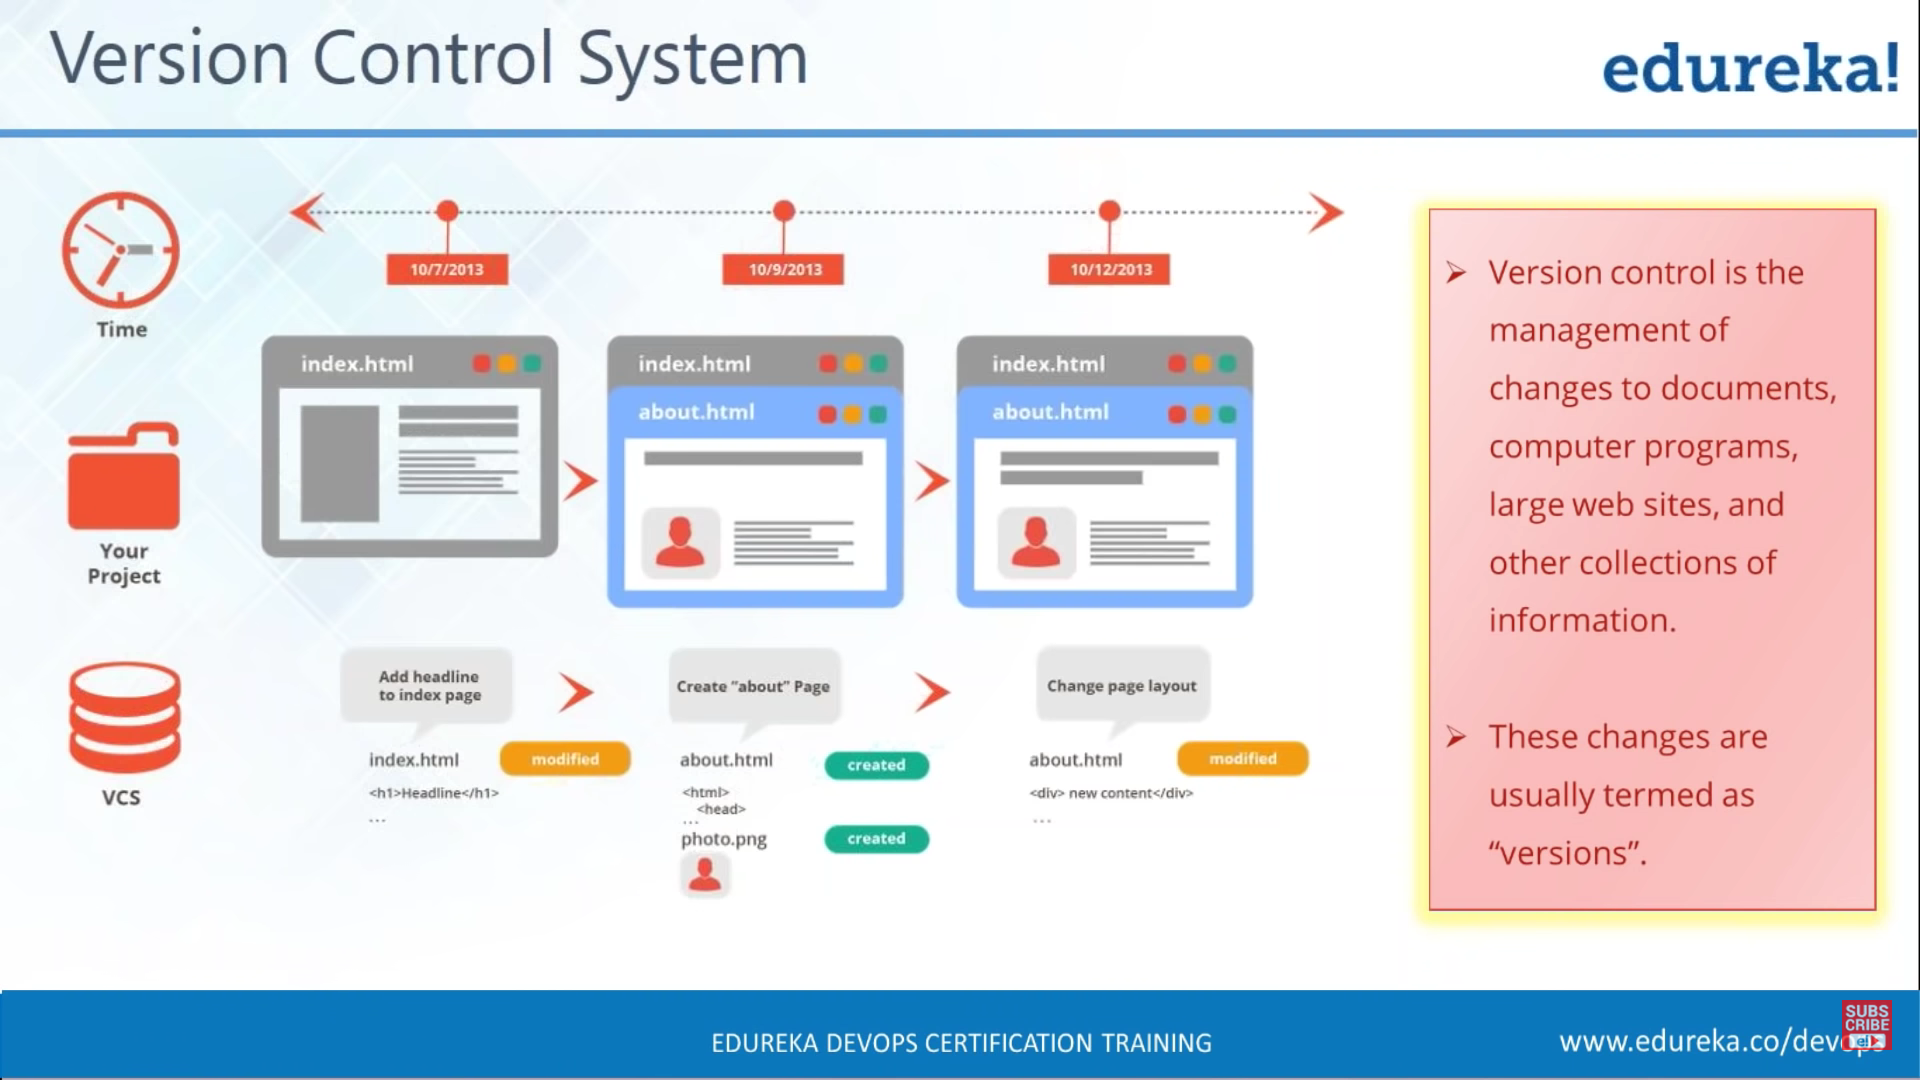 Version Control System
edureka!
Time
10/7/2013
10/9/2013
10/12/2013
Your
Project
index.html
index.html
about.html
index.html
about.html
VCS
Add headline
to index page
index.html
modified
<h1>Headline</h1>
...
Create "about" Page
about.html
created
<html>
<head>
...
photo.png
created
Change page layout
about.html
modified
<div> new content</div>
...
➢ Version control is the
management of
changes to documents,
computer programs,
large web sites, and
other collections of
information.
➢ These changes are
usually termed as
“versions”.
EDUREKA DEVOPS CERTIFICATION TRAINING
www.edureka.co/devops
SUBS
CRIBE